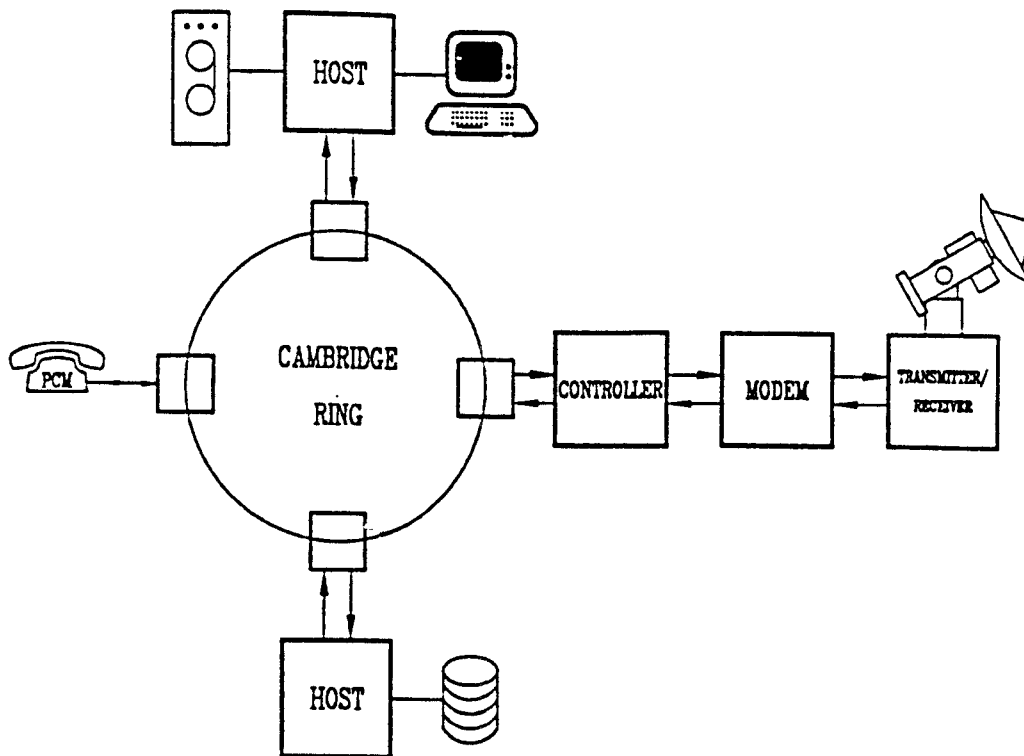 HOST
CAMBRIDGE
RING
PCM
CONTROLLER
MODEM
TRANSMITTER/
RECEIVER
HOST